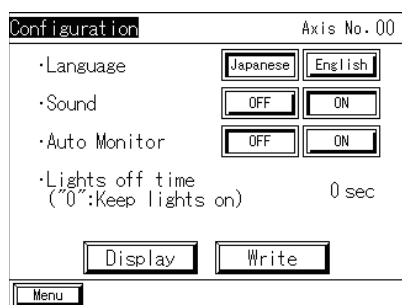 Configuration Axis No.00
·Language Japanese English
·Sound OFF ON
·Auto Monitor OFF ON
·Lights off time
("0":Keep lights on) 0 sec
Display Write
Menu